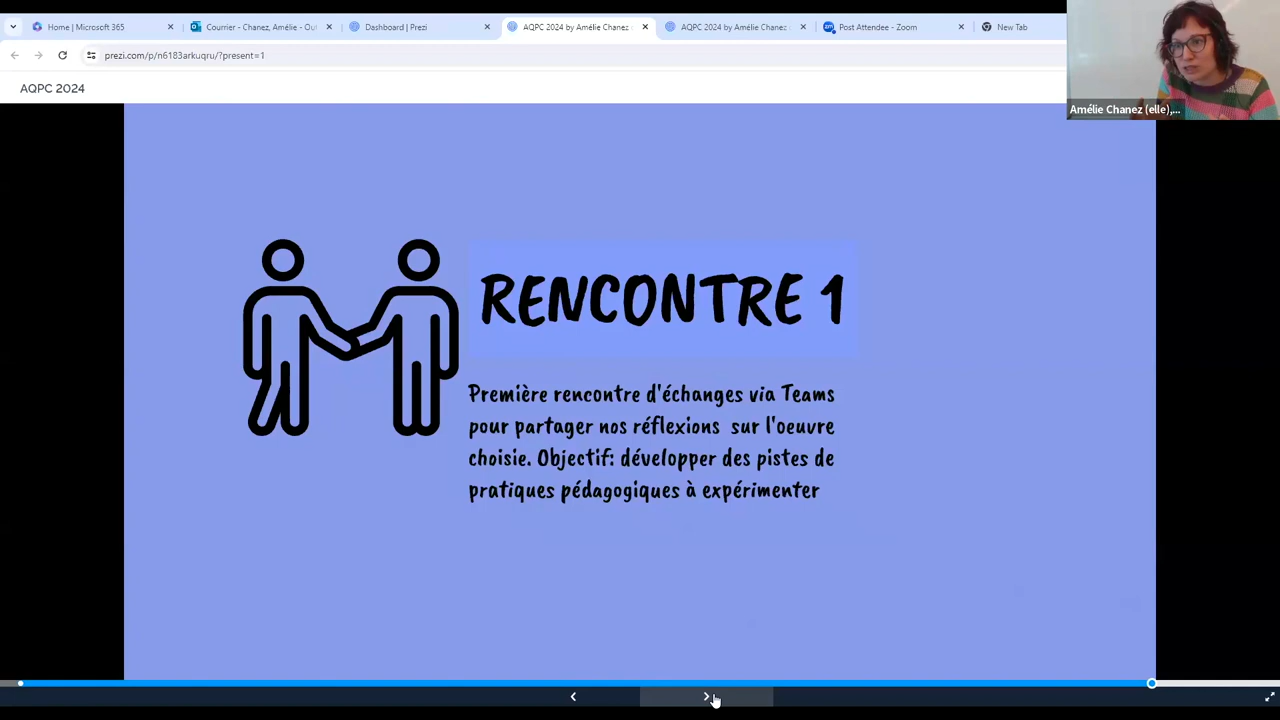 Home | Microsoft 365
Courrier - Chanez, Amélie - Out
Dashboard | Prezi
AQPC 2024 by Amélie Chanez
AQPC 2024 by Amélie Chanez
Post Attendee - Zoom
New Tab
prezi.com/p/n6183arkuqru/?present=1
AQPC 2024
Amélie Chanez (elle),...
RENCONTRE 1
Première rencontre d'échanges via Teams
pour partager nos réflexions sur l'oeuvre
choisie. Objectif: développer des pistes de
pratiques pédagogiques à expérimenter